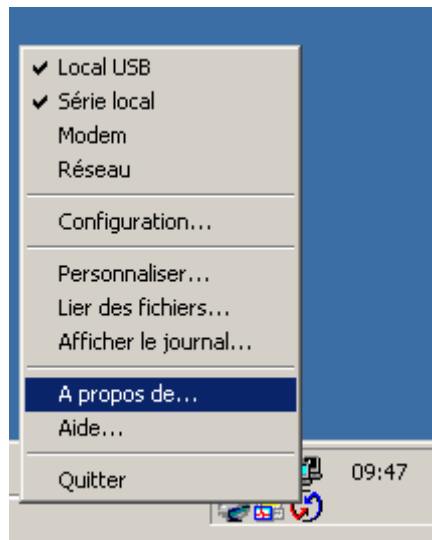 Local USB
Série local
Modem
Réseau
Configuration...
Personnaliser...
Lier des fichiers...
Afficher le journal...
A propos de...
Aide...
Quitter
09:47